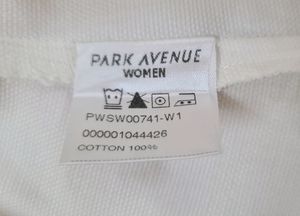 PARK AVENUE
WOMEN
PWSW00741-W1
000001044426
COTTON 100%